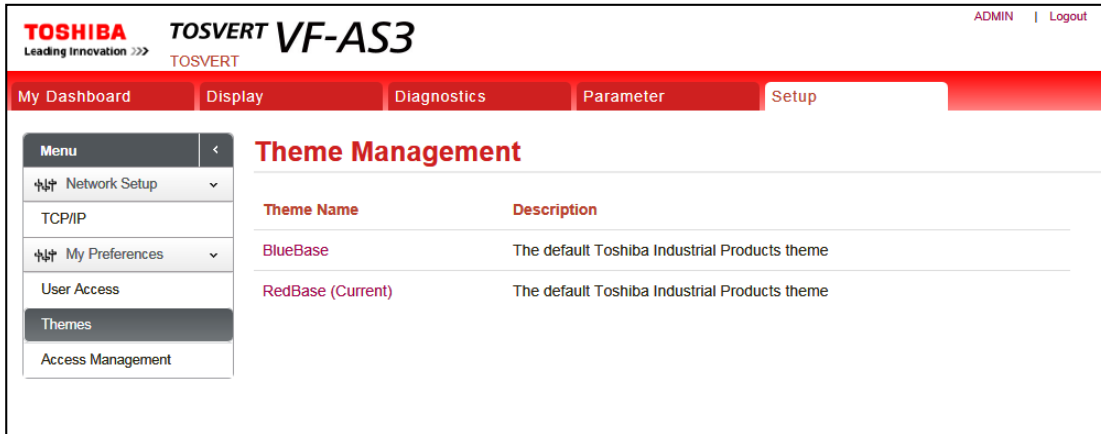 ADMIN | Logout
TOSHIBA
Leading Innovation >>>
TOSVERT VF-AS3
TOSVERT
My Dashboard Display Diagnostics Parameter Setup
Menu <
Theme Management
Network Setup
Theme Name Description
TCP/IP
My Preferences
BlueBase The default Toshiba Industrial Products theme
User Access
RedBase (Current) The default Toshiba Industrial Products theme
Themes
Access Management